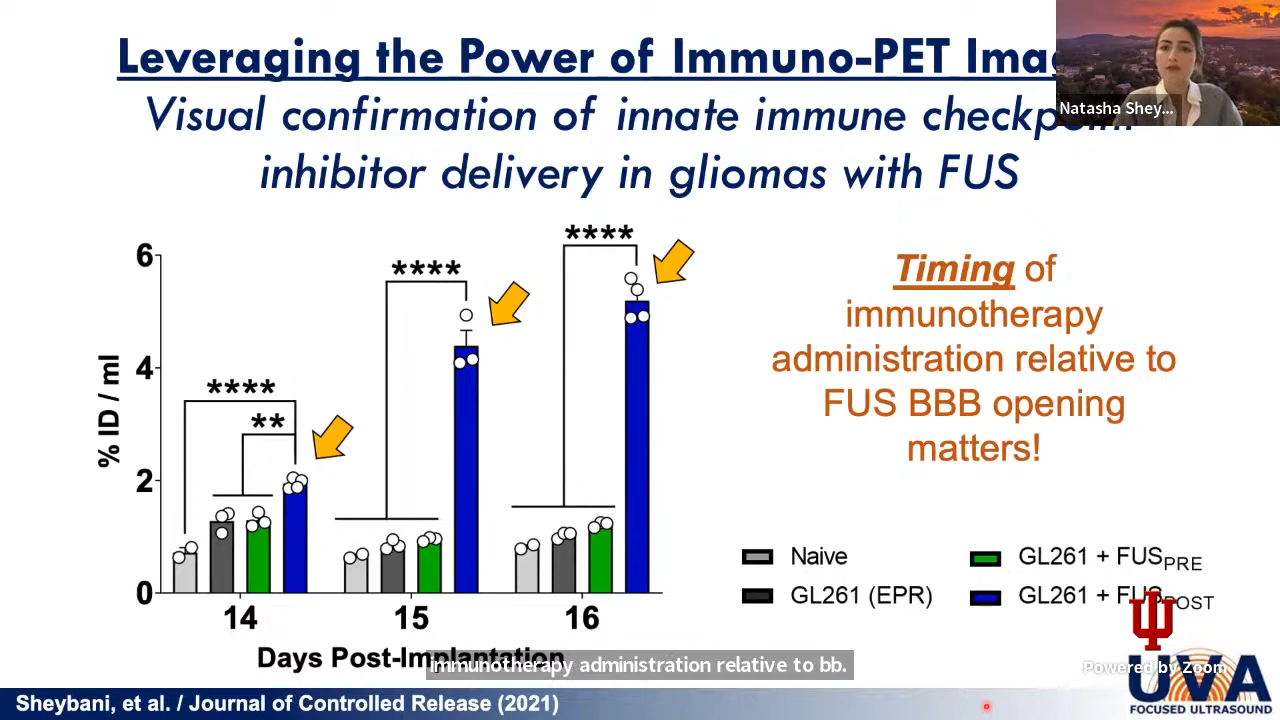 Leveraging the Power of Immuno-PET Ima
Natasha Shey...
Visual confirmation of innate immune checkpoint
inhibitor delivery in gliomas with FUS
% ID / ml
6
4
2
0
****
**
****
****
14
15
16
Days Post-Implantation
Timing of
immunotherapy
administration relative to
FUS BBB opening
matters!
Naive
GL261 (EPR)
GL261 + FUSPRE
GL261 + FUSPOST
immunotherapy administration relative to bb.
Powered by Zoom
Sheybani, et al. / Journal of Controlled Release (2021)
UVA
FOCUSED ULTRASOUND